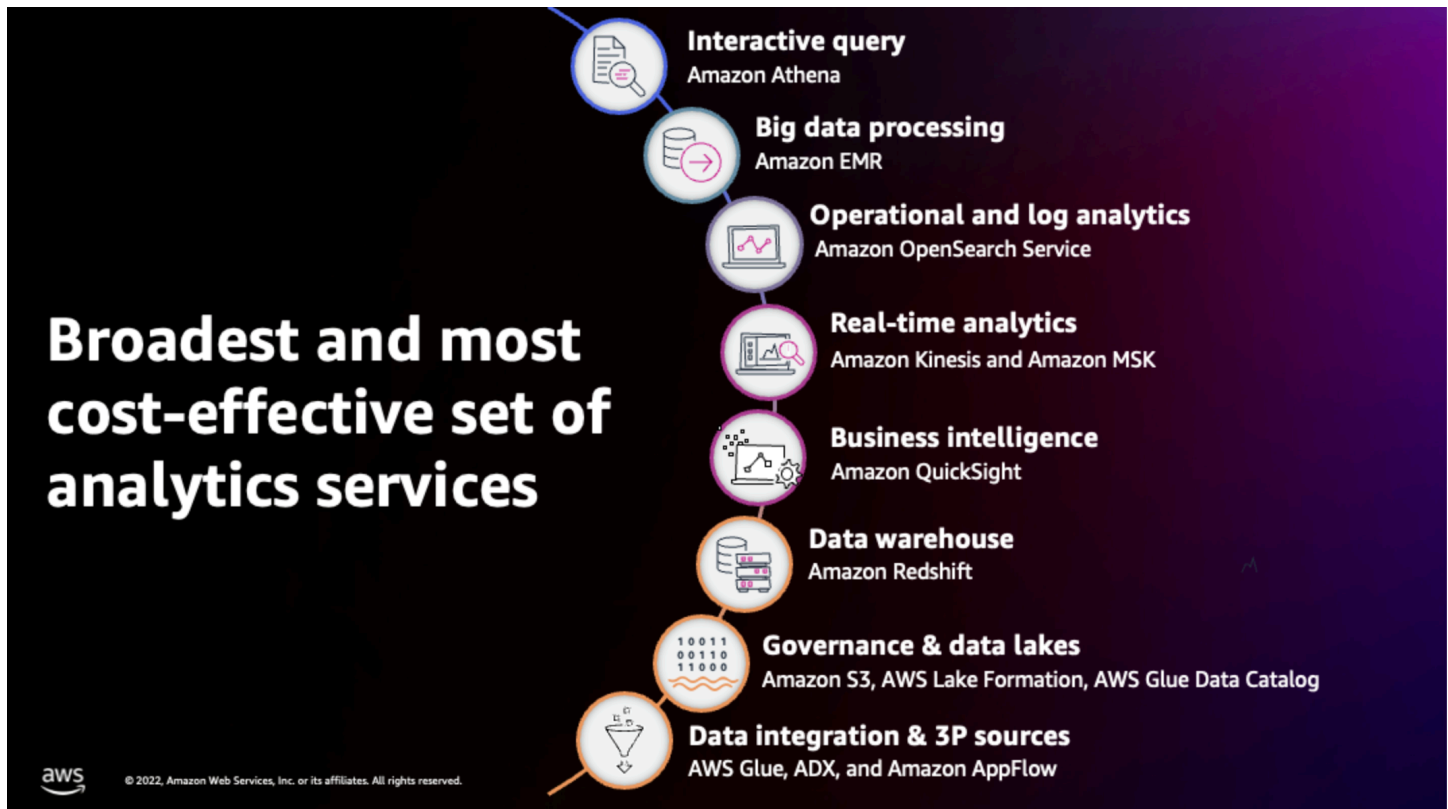 Broadest and most
cost-effective set of
analytics services
Interactive query
Amazon Athena
Big data processing
Amazon EMR
Operational and log analytics
Amazon OpenSearch Service
Real-time analytics
Amazon Kinesis and Amazon MSK
Business intelligence
Amazon QuickSight
Data warehouse
Amazon Redshift
10011
00110
11000
Governance & data lakes
Amazon S3, AWS Lake Formation, AWS Glue Data Catalog
Data integration & 3P sources
AWS Glue, ADX, and Amazon AppFlow
aws
© 2022, Amazon Web Services, Inc. or its affiliates. All rights reserved.